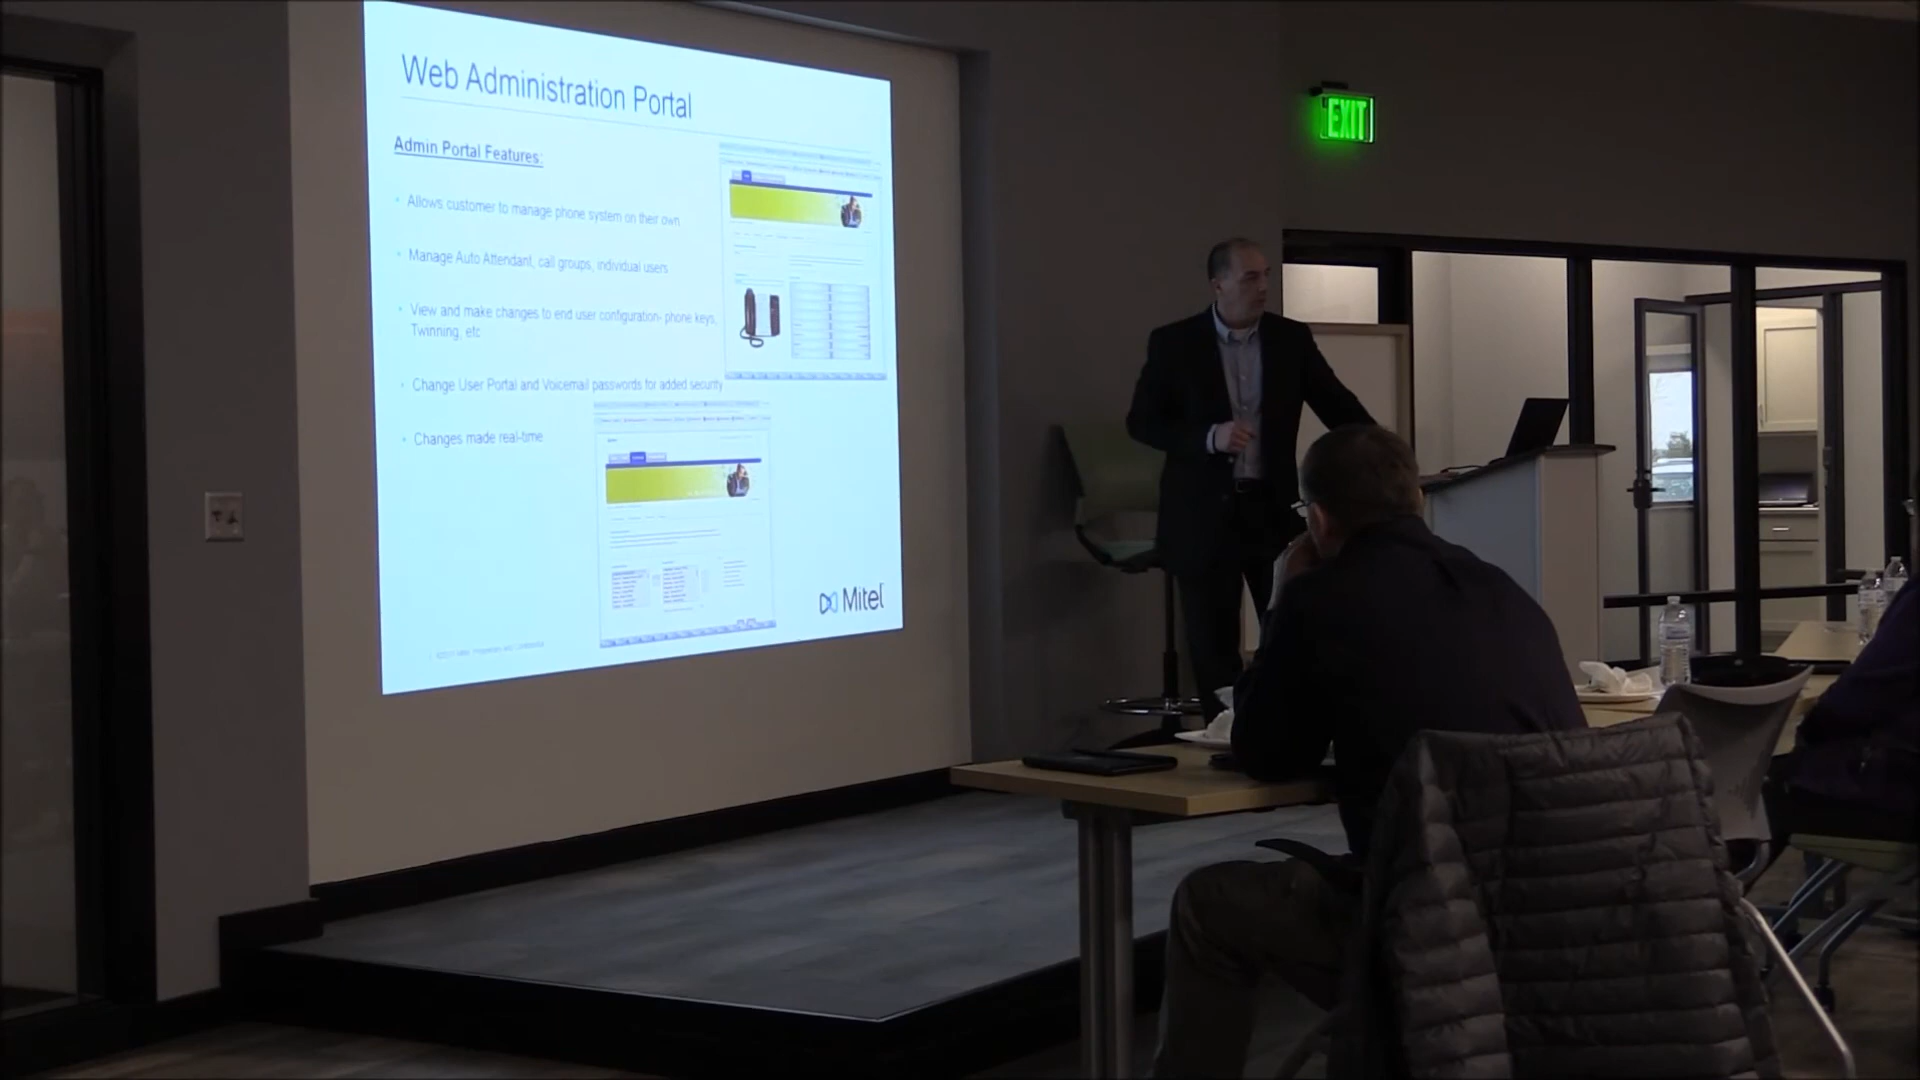 Web Administration Portal
Admin Portal Features:
• Allows customer to manage phone system on their own
• Manage Auto Attendant, call groups, individual users
• View and make changes to end user configuration- phone keys,
Twinning, etc
• Change User Portal and Voicemail passwords for added security
• Changes made real-time
Mitel
EXIT